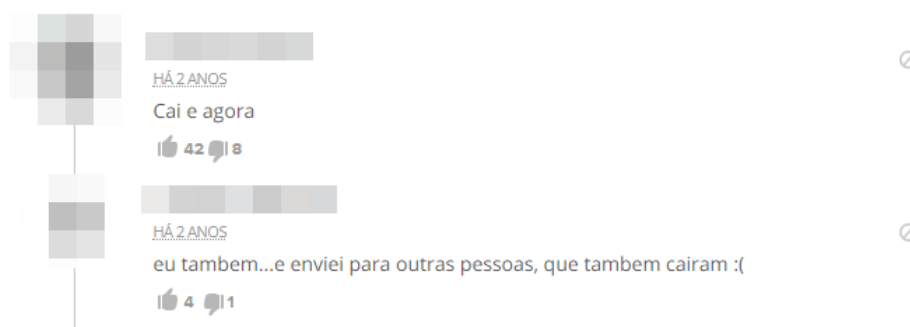 HÁ 2 ANOS
Cai e agora
42 8
HÁ 2 ANOS
eu tambem...e enviei para outras pessoas, que tambem cairam :(
4 1